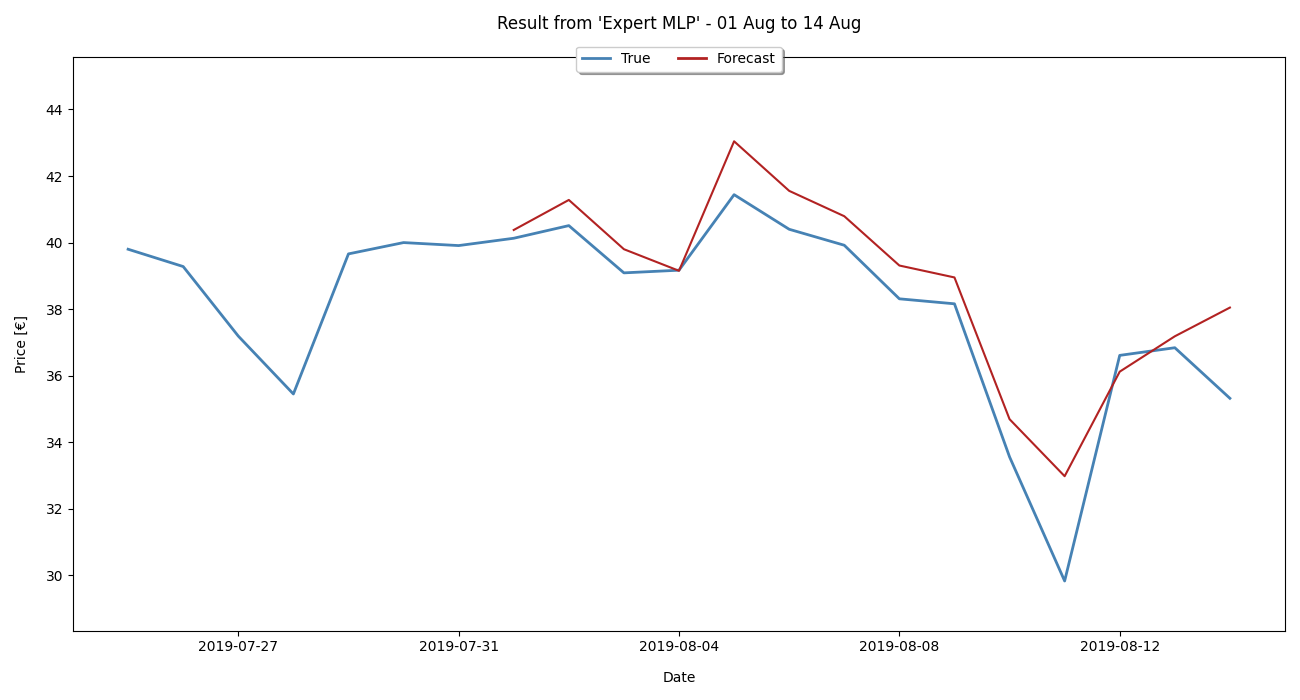 Result from 'Expert MLP' - 01 Aug to 14 Aug
True Forecast
44
42
40
38
36
34
32
30
Price [€]
2019-07-27 2019-07-31 2019-08-04 2019-08-08 2019-08-12
Date